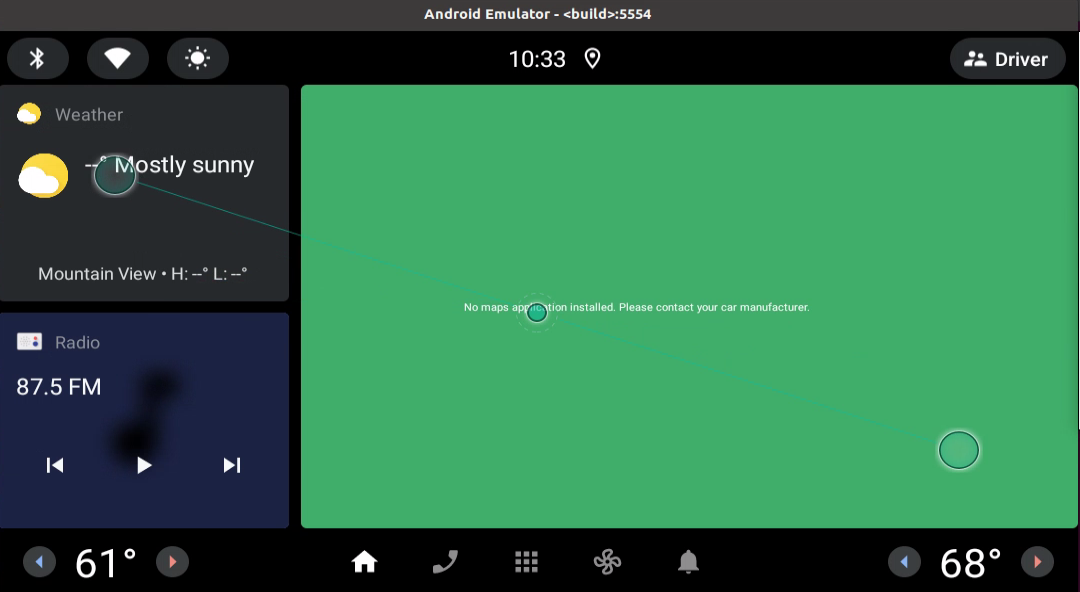 Android Emulator - <build>:5554
10:33
Driver
Weather
--° Mostly sunny
Mountain View • H: --° L: --°
No maps application installed. Please contact your car manufacturer.
Radio
87.5 FM
61°
68°